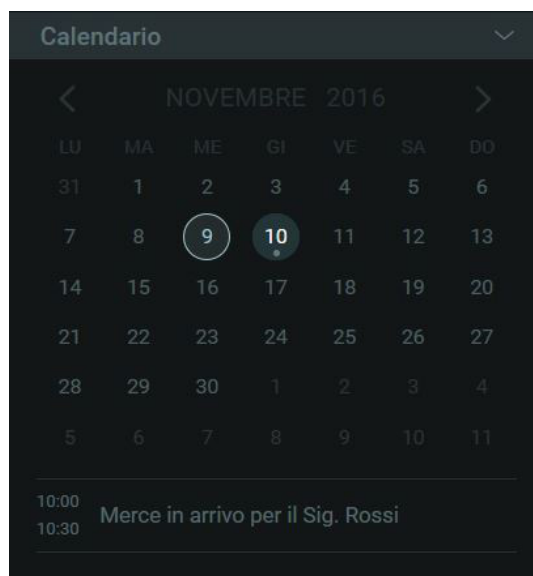 Calendario
NOVEMBRE 2016
LU MA ME GI VE SA DO
31 1 2 3 4 5 6
7 8 9 10 11 12 13
14 15 16 17 18 19 20
21 22 23 24 25 26 27
28 29 30 1 2 3 4
5 6 7 8 9 10 11
10:00
10:30
Merce in arrivo per il Sig. Rossi